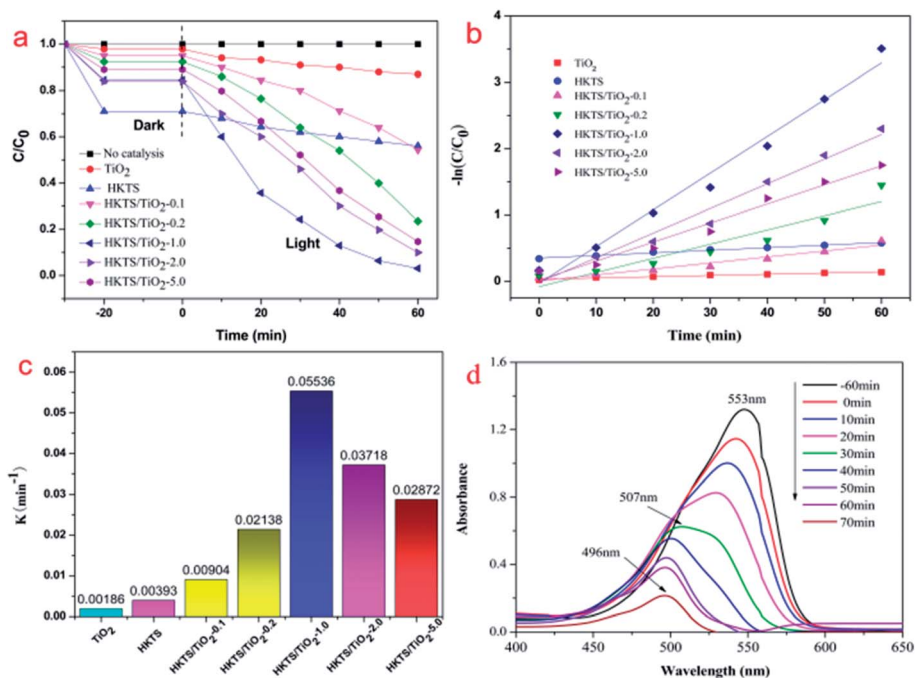 a
C/C0
1.0
0.8
0.6
0.4
0.2
0.0
Dark
Light
No catalysis
TiO2
HKTS
HKTS/TiO2-0.1
HKTS/TiO2-0.2
HKTS/TiO2-1.0
HKTS/TiO2-2.0
HKTS/TiO2-5.0
-20 0 20 40 60
Time (min)
b
-ln(C/C0)
4
3
2
1
0
-1
TiO2
HKTS
HKTS/TiO2-0.1
HKTS/TiO2-0.2
HKTS/TiO2-1.0
HKTS/TiO2-2.0
HKTS/TiO2-5.0
0 10 20 30 40 50 60
Time (min)
c
K (min-1)
0.06
0.05
0.04
0.03
0.02
0.01
0.00
0.00186
0.00393
0.00904
0.02138
0.05536
0.03718
0.02872
TiO2
HKTS
HKTS/TiO2-0.1
HKTS/TiO2-0.2
HKTS/TiO2-1.0
HKTS/TiO2-2.0
HKTS/TiO2-5.0
d
Absorbance
1.6
1.2
0.8
0.4
0.0
553nm
507nm
496nm
-60min
0min
10min
20min
30min
40min
50min
60min
70min
400 450 500 550 600 650
Wavelength (nm)